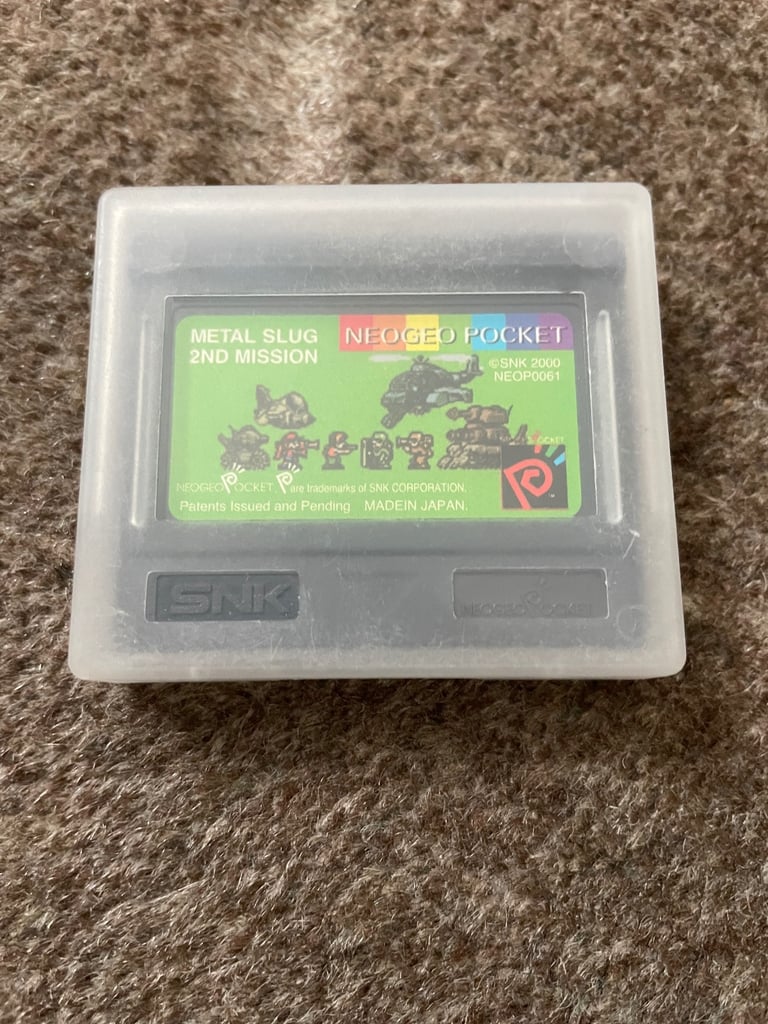 METAL SLUG
2ND MISSION
NEOGEO POCKET
©SNK 2000
NEOP0061
POCKET
NEOGEO POCKET, P are trademarks of SNK CORPORATION.
Patents Issued and Pending MADEIN JAPAN.
SNK
NEOGEO POCKET